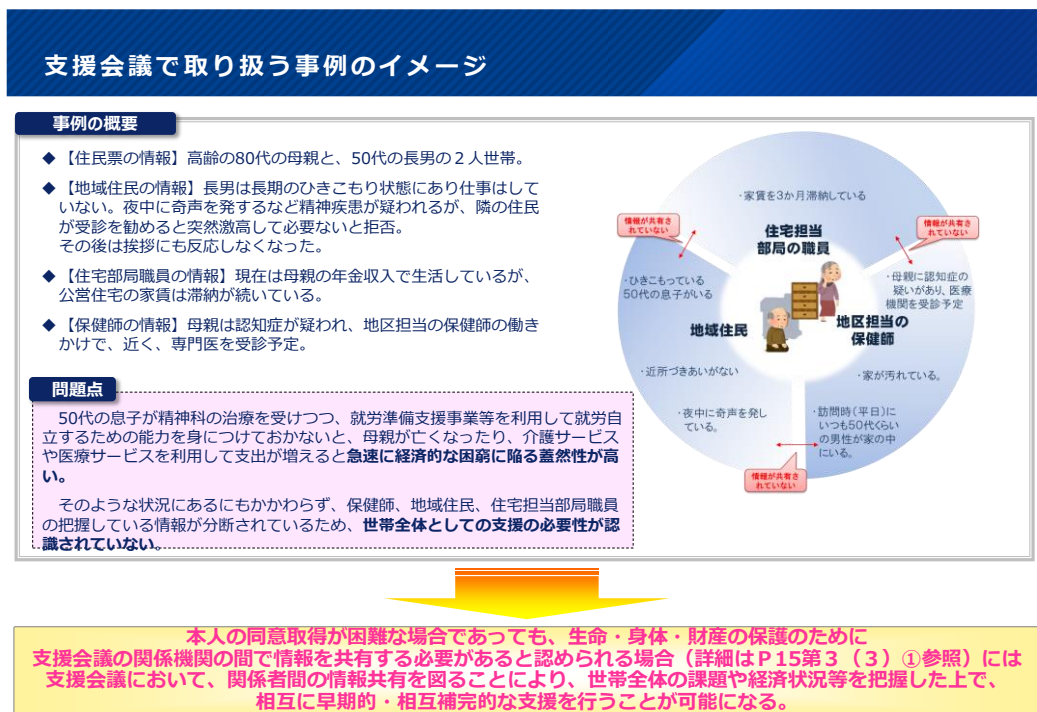 支援会議で取り扱う事例のイメージ
事例の概要
◆ 【住民票の情報】高齢の80代の母親と、50代の長男の２人世帯。
◆ 【地域住民の情報】長男は長期のひきこもり状態にあり仕事はして
いない。夜中に奇声を発するなど精神疾患が疑われるが、隣の住民
が受診を勧めると突然激高して必要ないと拒否。
その後は挨拶にも反応しなくなった。
◆ 【住宅部局職員の情報】現在は母親の年金収入で生活しているが、
公営住宅の家賃は滞納が続いている。
◆ 【保健師の情報】母親は認知症が疑われ、地区担当の保健師の働き
かけで、近く、専門医を受診予定。
問題点
50代の息子が精神科の治療を受けつつ、就労準備支援事業等を利用して就労自
立するための能力を身につけておかないと、母親が亡くなったり、介護サービス
や医療サービスを利用して支出が増えると急速に経済的な困窮に陥る蓋然性が高
い。
そのような状況にあるにもかかわらず、保健師、地域住民、住宅担当部局職員
の把握している情報が分断されているため、世帯全体としての支援の必要性が認
識されていない。
・家賃を3か月滞納している
情報が共有さ
れていない
住宅担当
部局の職員
情報が共有さ
れていない
・ひきこもっている
50代の息子がいる
・母親に認知症の
疑いがあり、医療
機関を受診予定
地域住民
地区担当の
保健師
・近所づきあいがない
・家が汚れている。
・夜中に奇声を発し
ている。
・訪問時（平日）に
いつも50代くらい
の男性が家の中
にいる。
情報が共有さ
れていない
本人の同意取得が困難な場合であっても、生命・身体・財産の保護のために
支援会議の関係機関の間で情報を共有する必要があると認められる場合（詳細はＰ15第３（３）①参照）には
支援会議において、関係者間の情報共有を図ることにより、世帯全体の課題や経済状況等を把握した上で、
相互に早期的・相互補完的な支援を行うことが可能になる。